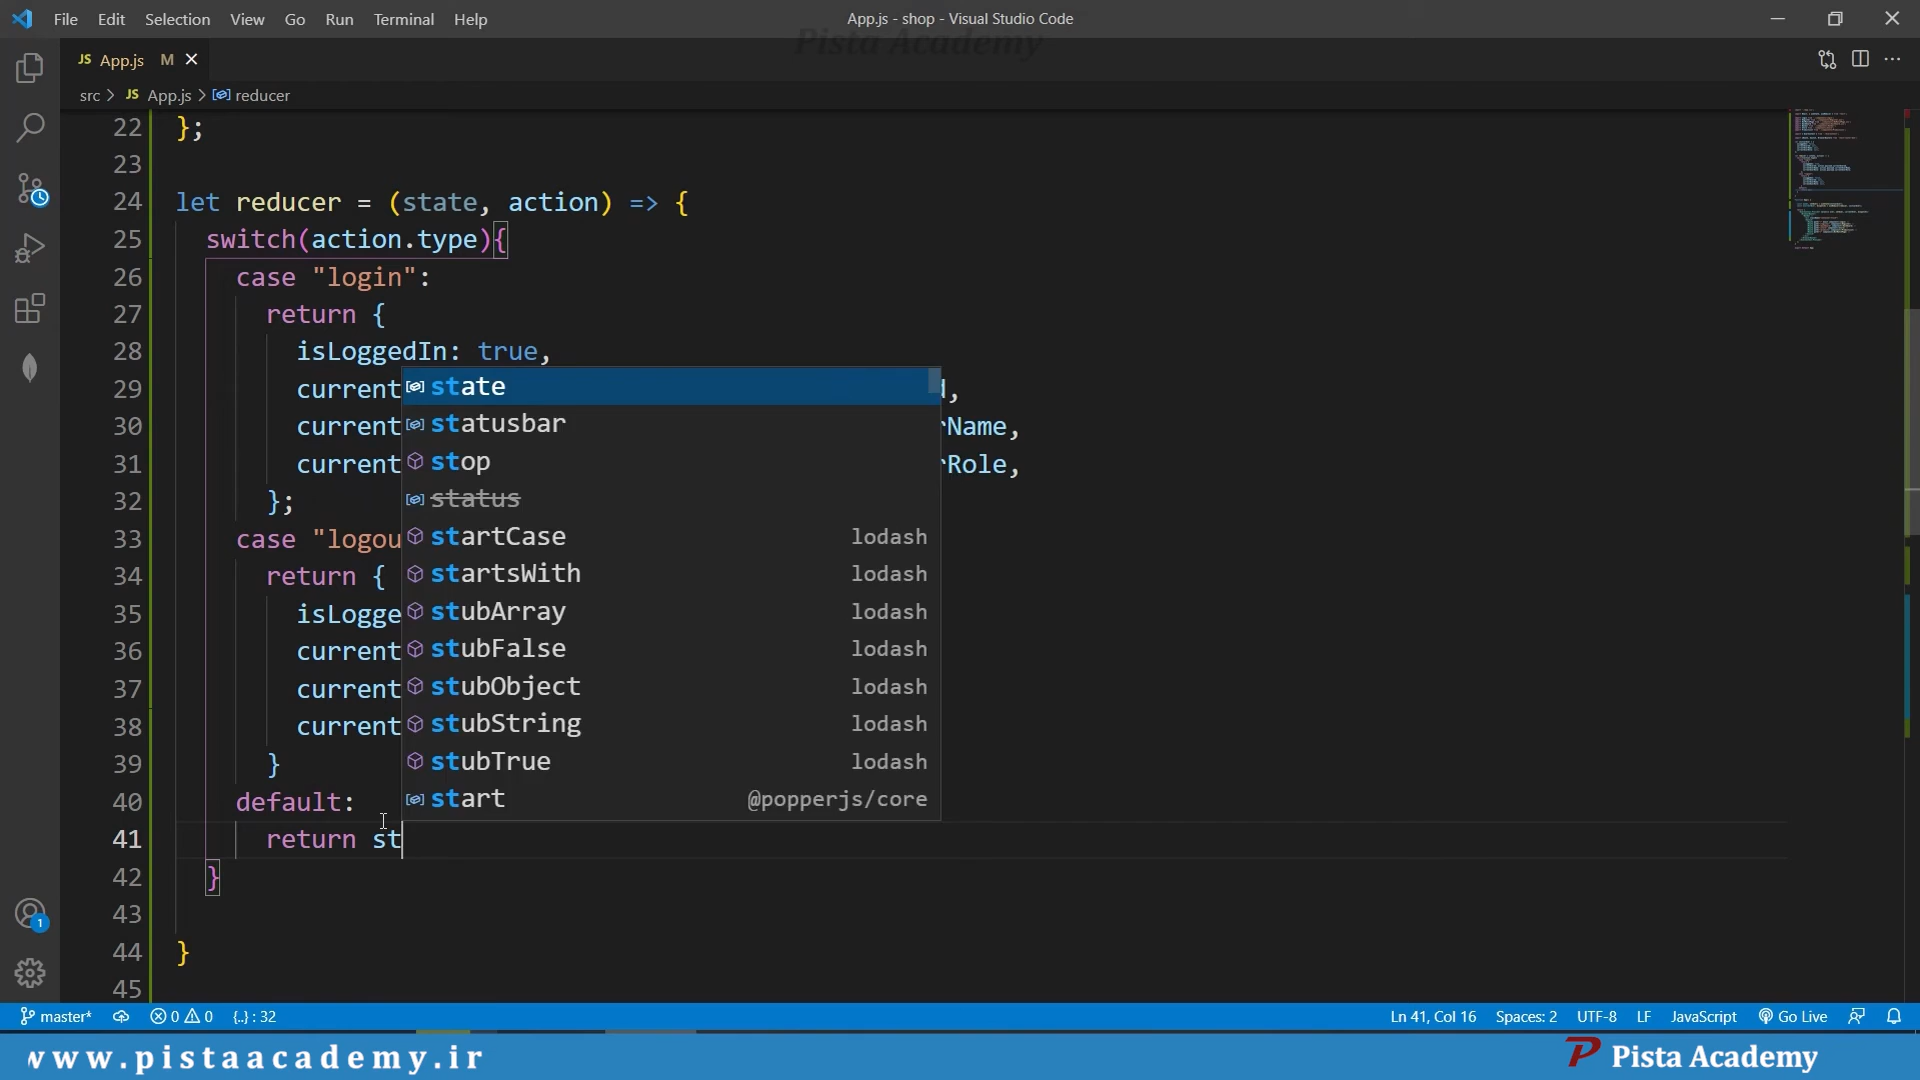 File Edit Selection View Go Run Terminal Help App.js - shop - Visual Studio Code
Pista Academy
JS App.js M
src > JS App.js > reducer
22 };
23
24 let reducer = (state, action) => {
25 switch(action.type){
26 case "login":
27 return {
28 isLoggedIn: true,
29 current d,
30 current rName,
31 current rRole,
32 };
33 case "logou
34 return {
35 isLogge
36 current
37 current
38 current
39 }
40 default:
41 return st
42 }
43
44 }
45
state
statusbar
stop
status
startCase lodash
startsWith lodash
stubArray lodash
stubFalse lodash
stubObject lodash
stubString lodash
stubTrue lodash
start @popperjs/core
1
master* 0 0 {..} : 32 Ln 41, Col 16 Spaces: 2 UTF-8 LF JavaScript Go Live
www.pistaacademy.ir Pista Academy